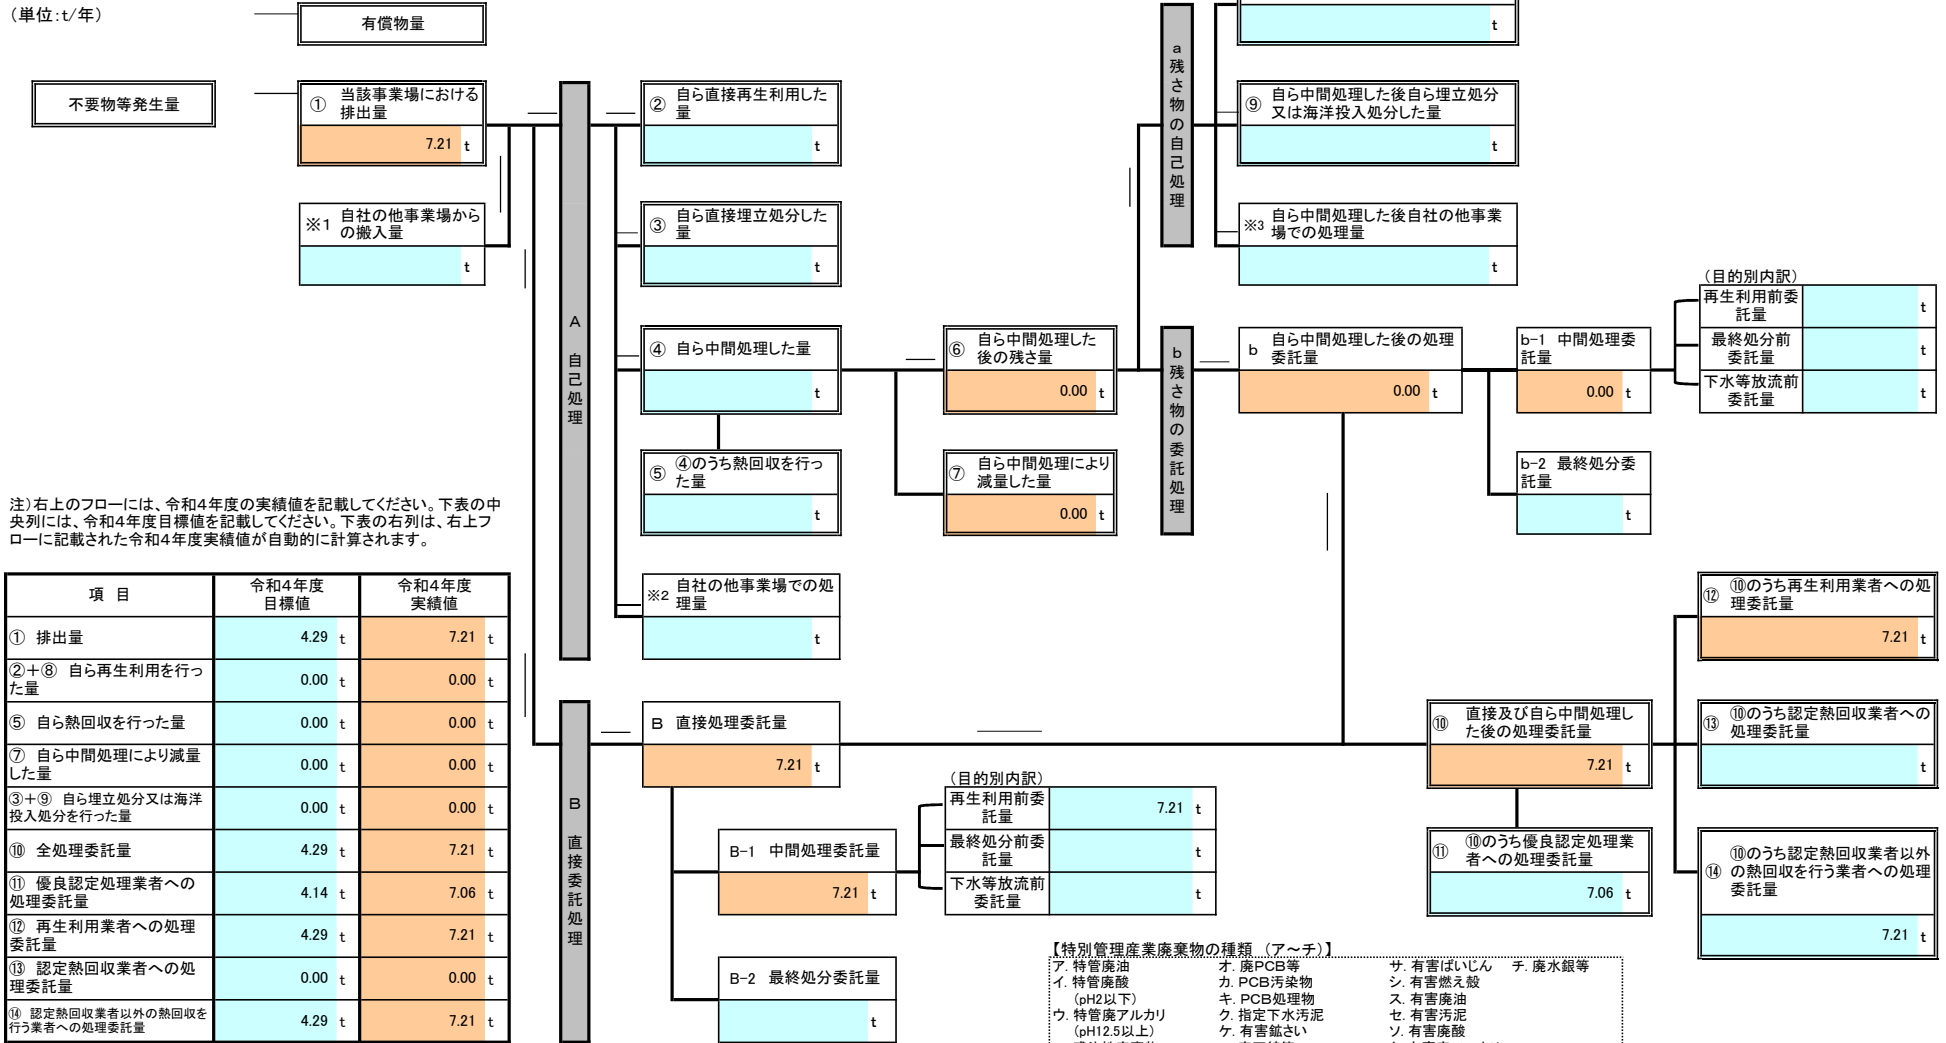 (単位:t/年)
有償物量
t
不要物等発生量
① 当該事業場における
排出量
7.21 t
※1 自社の他事業場から
の搬入量
t
A 自己処理
② 自ら直接再生利用した
量
t
③ 自ら直接埋立処分した
量
t
④ 自ら中間処理した量
t
⑤ ④のうち熱回収を行っ
た量
t
※2 自社の他事業場での処
理量
t
⑥ 自ら中間処理した
後の残さ量
0.00 t
⑦ 自ら中間処理により
減量した量
0.00 t
a 残さ物の自己処理
⑨ 自ら中間処理した後自ら埋立処分
又は海洋投入処分した量
t
※3 自ら中間処理した後自社の他事業
場での処理量
t
b 残さ物の委託処理
b 自ら中間処理した後の処理
委託量
0.00 t
b-1 中間処理委
託量
0.00 t
b-2 最終処分委
託量
t
(目的別内訳)
再生利用前委
託量
t
最終処分前
委託量
t
下水等放流前
委託量
t
注)右上のフローには、令和4年度の実績値を記載してください。下表の中
央列には、令和4年度目標値を記載してください。下表の右列は、右上フ
ローに記載された令和4年度実績値が自動的に計算されます。
項 目
令和4年度
目標値
令和4年度
実績値
① 排出量 4.29 t 7.21 t
②+⑧ 自ら再生利用を行っ
た量 0.00 t 0.00 t
⑤ 自ら熱回収を行った量 0.00 t 0.00 t
⑦ 自ら中間処理により減量
した量 0.00 t 0.00 t
③+⑨ 自ら埋立処分又は海洋
投入処分を行った量 0.00 t 0.00 t
⑩ 全処理委託量 4.29 t 7.21 t
⑪ 優良認定処理業者への
処理委託量 4.14 t 7.06 t
⑫ 再生利用業者への処理
委託量 4.29 t 7.21 t
⑬ 認定熱回収業者への処
理委託量 0.00 t 0.00 t
⑭ 認定熱回収業者以外の熱回収を
行う業者への処理委託量 4.29 t 7.21 t
B 直接委託処理
B 直接処理委託量
7.21 t
B-1 中間処理委託量
7.21 t
B-2 最終処分委託量
t
(目的別内訳)
再生利用前委
託量
7.21 t
最終処分前委
託量
t
下水等放流前
委託量
t
⑩ 直接及び自ら中間処理し
た後の処理委託量
7.21 t
⑪ ⑩のうち優良認定処理業
者への処理委託量
7.06 t
⑫ ⑩のうち再生利用業者への処
理委託量
7.21 t
⑬ ⑩のうち認定熱回収業者への
処理委託量
t
⑭ ⑩のうち認定熱回収業者以外
の熱回収を行う業者への処理
委託量
7.21 t
【特別管理産業廃棄物の種類 (ア~チ)】
ア. 特管廃油 オ. 廃PCB等 サ. 有害ばいじん チ. 廃水銀等
イ. 特管廃酸 カ. PCB汚染物 シ. 有害燃え殻
(pH2以下) キ. PCB処理物 ス. 有害廃油
ウ. 特管廃アルカリ ク. 指定下水汚泥 セ. 有害汚泥
(pH12.5以上) ケ. 有害鉱さい ソ. 有害廃酸